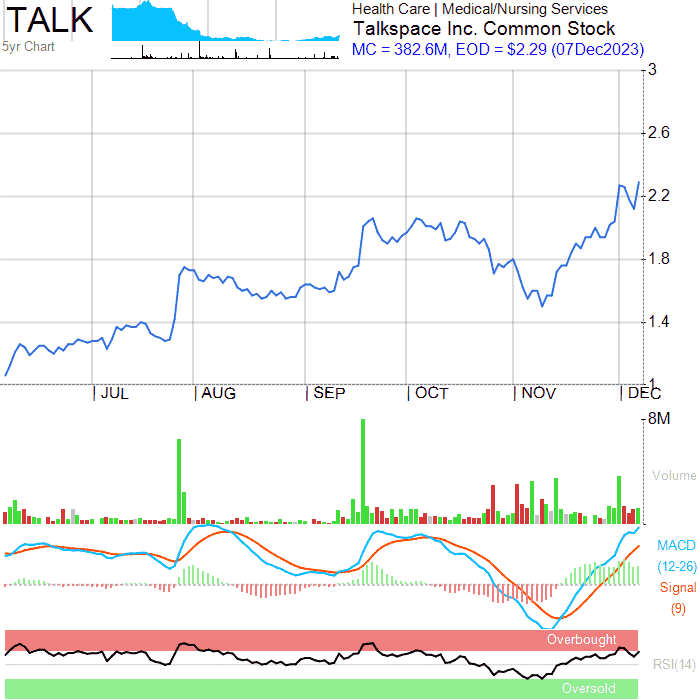 TALK
5yr Chart
Health Care | Medical/Nursing Services
Talkspace Inc. Common Stock
MC = 382.6M, EOD = $2.29 (07Dec2023)
3
2.6
2.2
1.8
1.4
1
JUL AUG SEP OCT NOV DEC
8M
Volume
MACD
(12-26)
Signal
(9)
Overbought
RSI(14)
Oversold